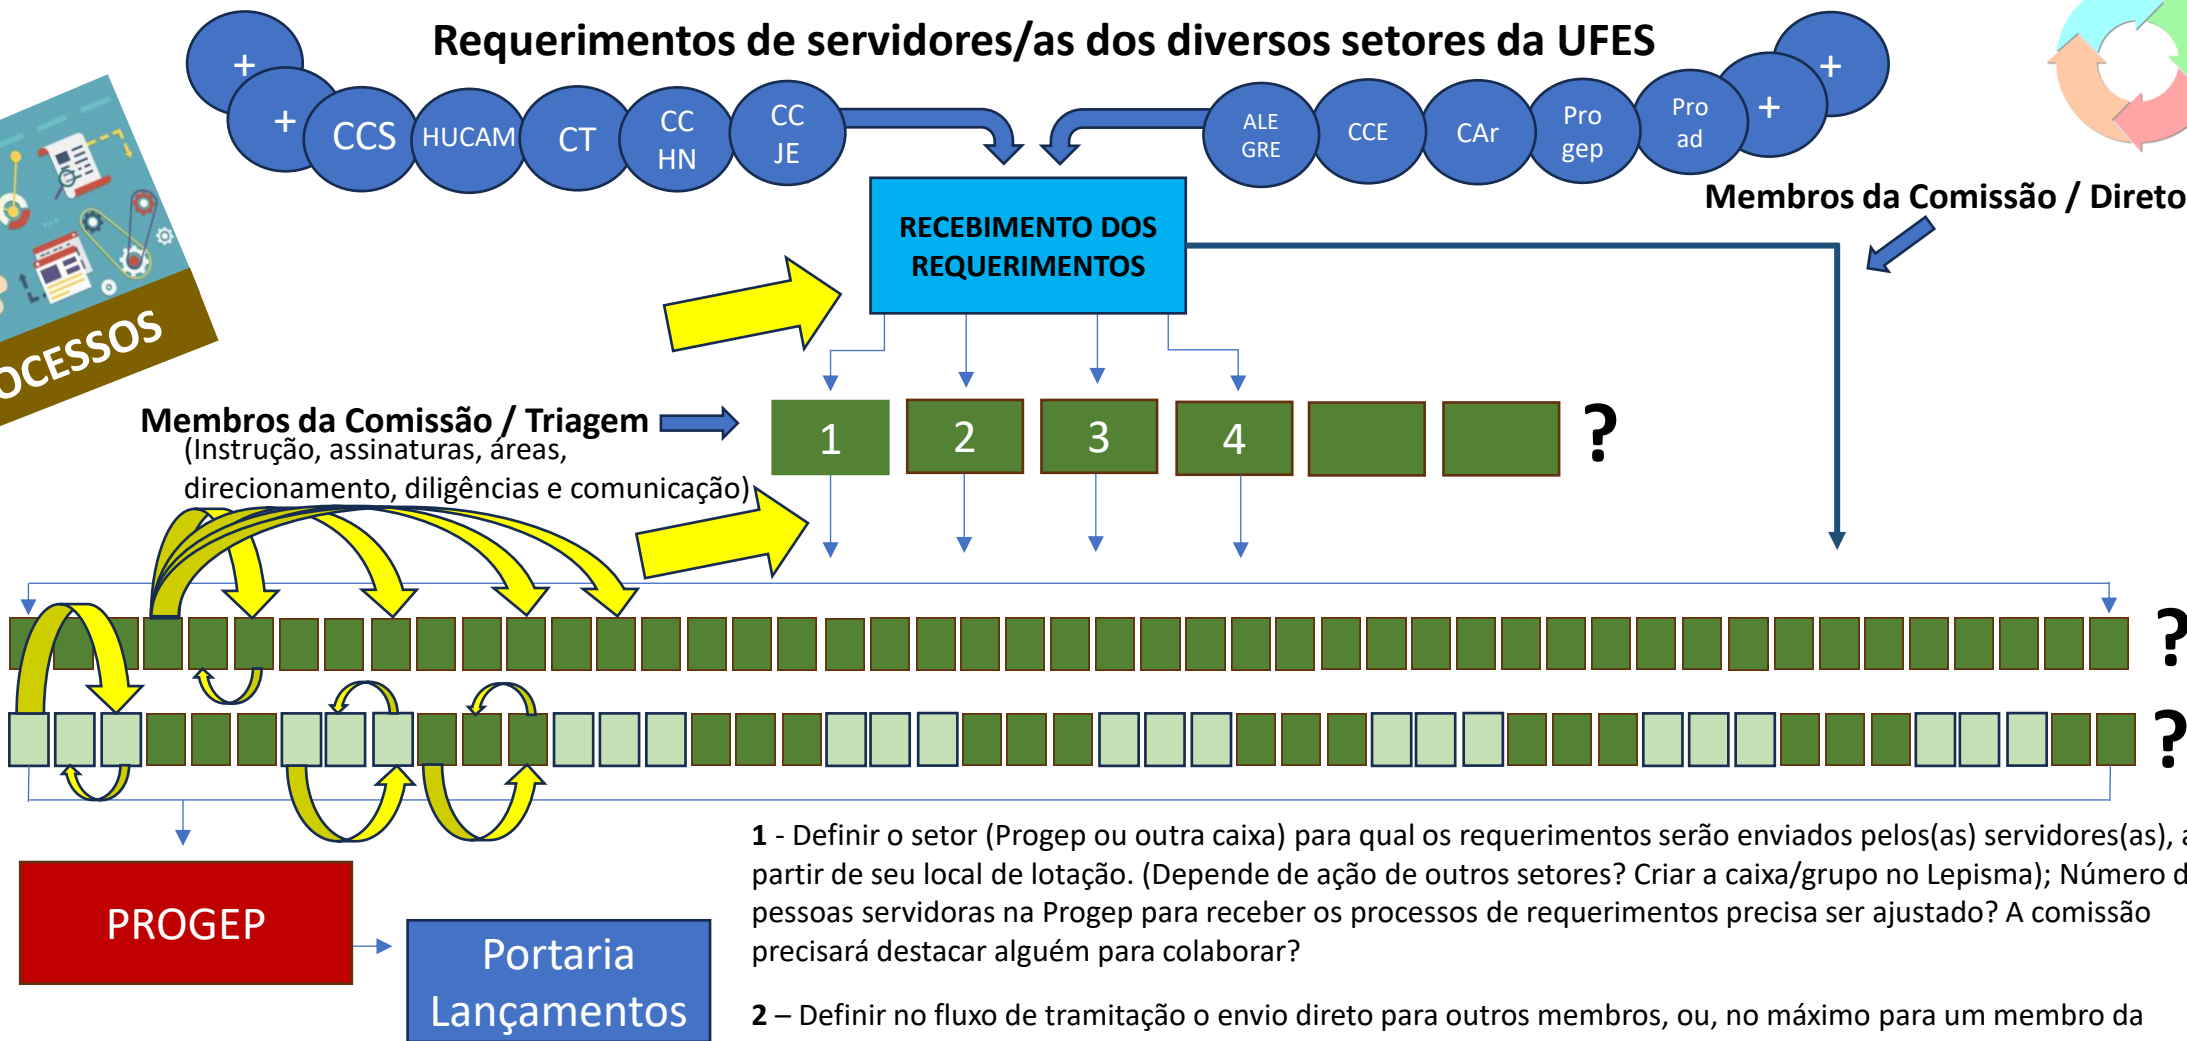 Requerimentos de servidores/as dos diversos setores da UFES
+
+
CCS
HUCAM
CT
CC
HN
CC
JE
ALE
GRE
CCE
CAr
Pro
gep
Pro
ad
+
+
Membros da Comissão / Direto
RECEBIMENTO DOS
REQUERIMENTOS
OCESSOS
Membros da Comissão / Triagem
(Instrução, assinaturas, áreas,
direcionamento, diligências e comunicação)
1
2
3
4
?
?
?
PROGEP
Portaria
Lançamentos
1 - Definir o setor (Progep ou outra caixa) para qual os requerimentos serão enviados pelos(as) servidores(as), a
partir de seu local de lotação. (Depende de ação de outros setores? Criar a caixa/grupo no Lepisma); Número d
pessoas servidoras na Progep para receber os processos de requerimentos precisa ser ajustado? A comissão
precisará destacar alguém para colaborar?
2 – Definir no fluxo de tramitação o envio direto para outros membros, ou, no máximo para um membro da